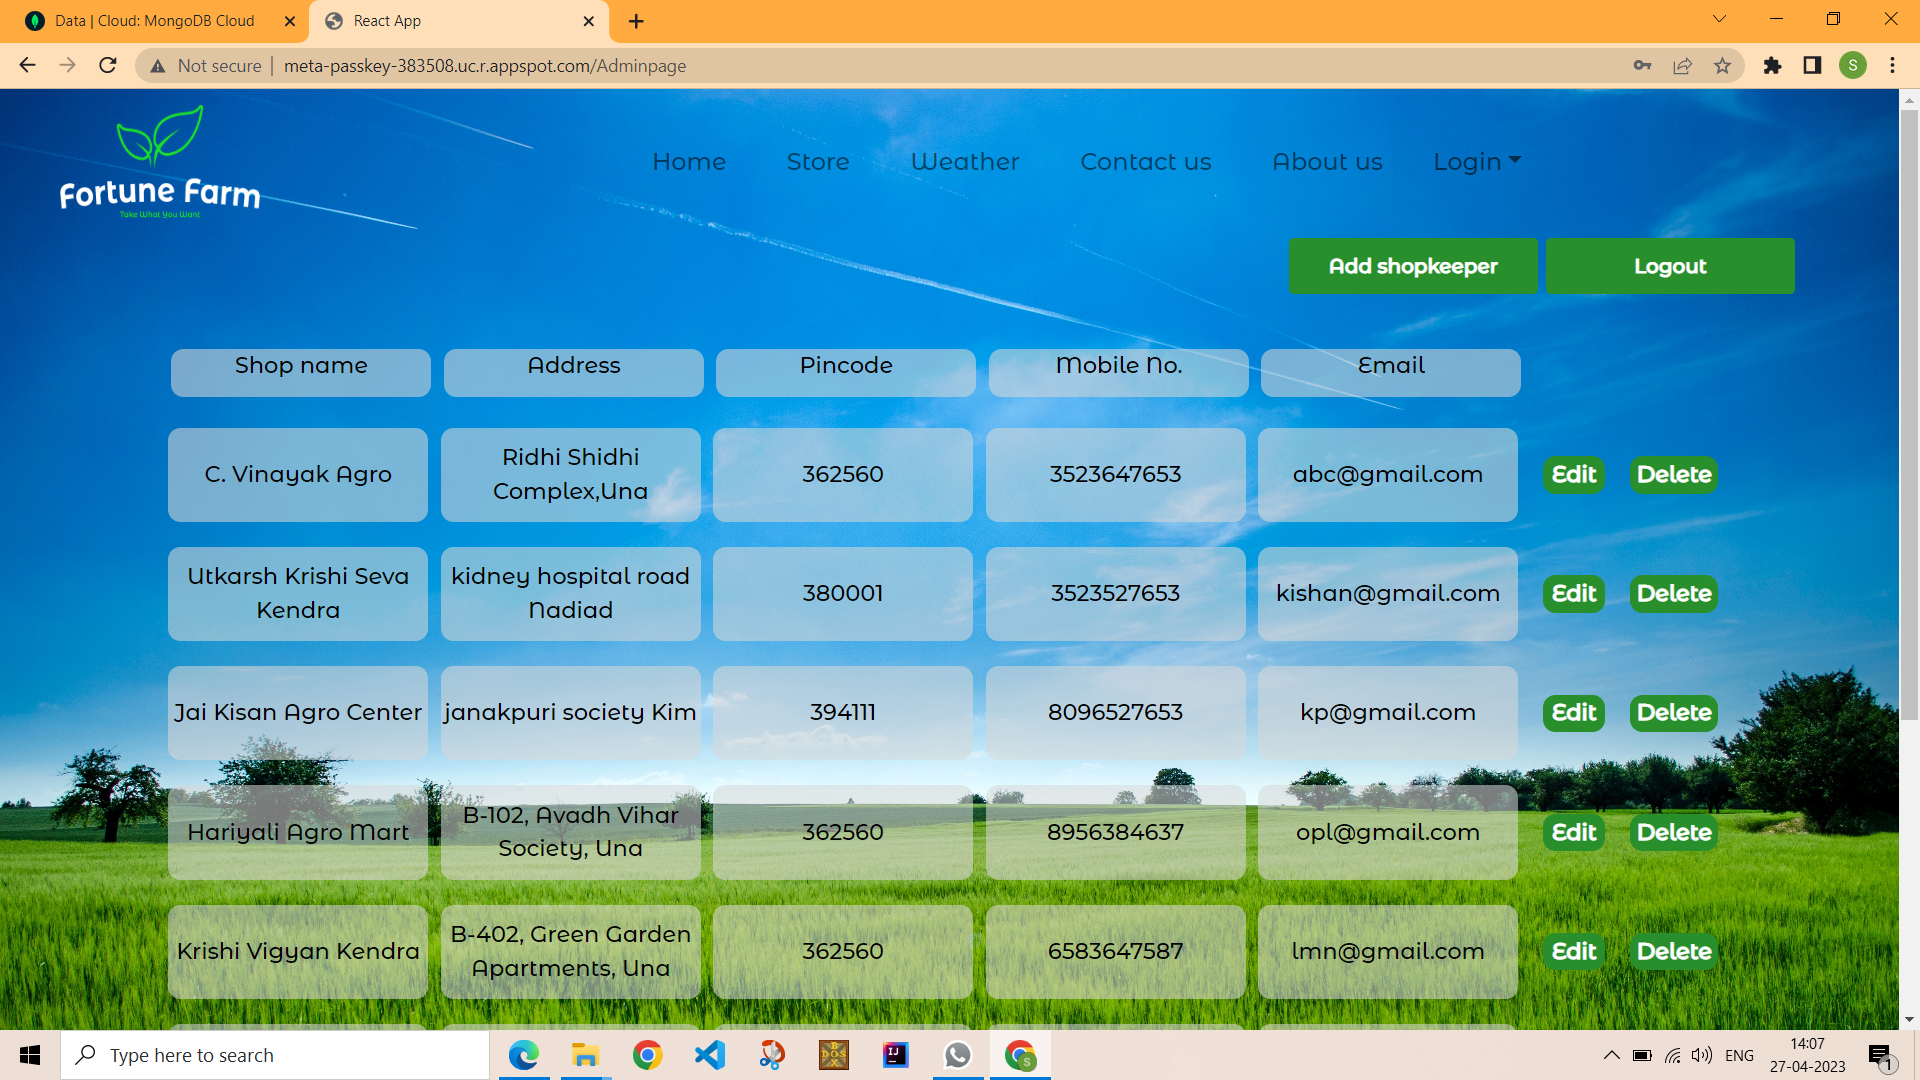 Data | Cloud: MongoDB Cloud
React App
Not secure
meta-passkey-383508.uc.r.appspot.com/Adminpage
S
Fortune Farm
Take What You Want
Home
Store
Weather
Contact us
About us
Login
Add shopkeeper
Logout
Shop name
Address
Pincode
Mobile No.
Email
C. Vinayak Agro
Ridhi Shidhi
Complex,Una
362560
3523647653
abc@gmail.com
Edit
Delete
Utkarsh Krishi Seva
Kendra
kidney hospital road
Nadiad
380001
3523527653
kishan@gmail.com
Edit
Delete
Jai Kisan Agro Center
janakpuri society Kim
394111
8096527653
kp@gmail.com
Edit
Delete
Hariyali Agro Mart
B-102, Avadh Vihar
Society, Una
362560
8956384637
opl@gmail.com
Edit
Delete
Krishi Vigyan Kendra
B-402, Green Garden
Apartments, Una
362560
6583647587
lmn@gmail.com
Edit
Delete
Type here to search
DOS
IJ
S
ENG
14:07
27-04-2023
1